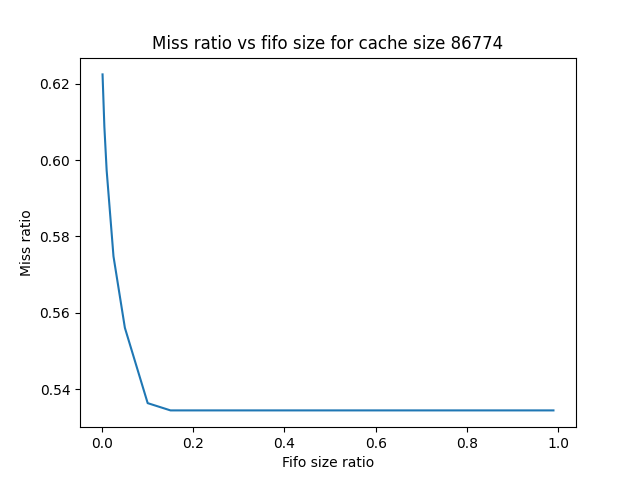 Miss ratio vs fifo size for cache size 86774
0.62
0.60
0.58
0.56
0.54
Miss ratio
0.0 0.2 0.4 0.6 0.8 1.0
Fifo size ratio